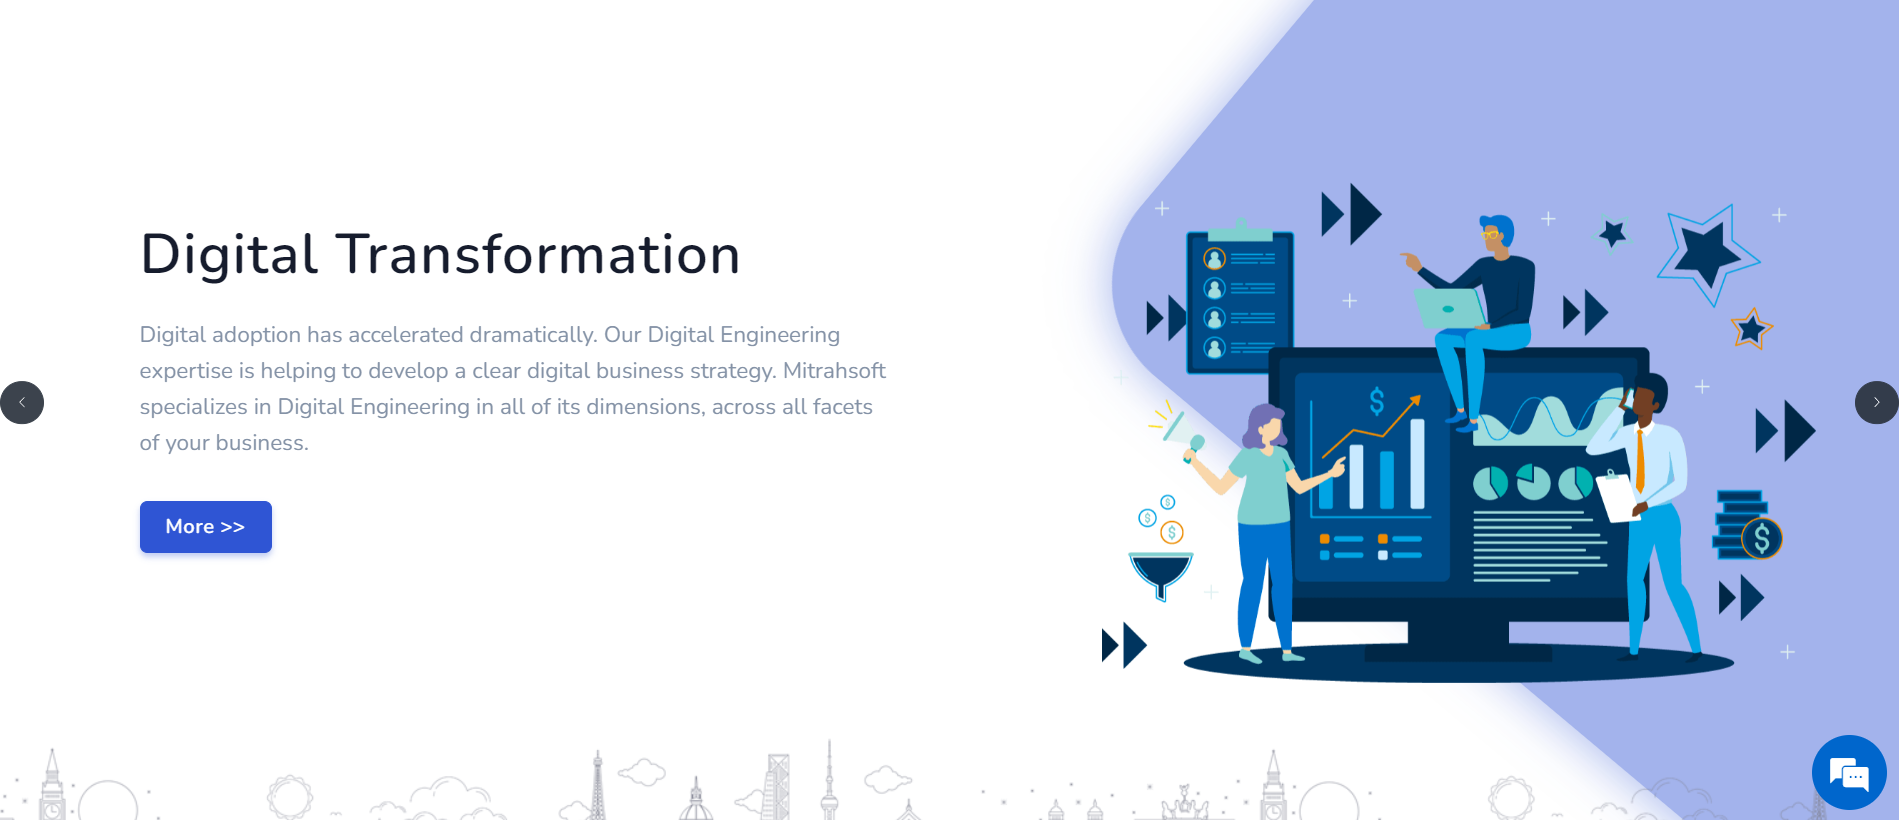 Digital Transformation
Digital adoption has accelerated dramatically. Our Digital Engineering
expertise is helping to develop a clear digital business strategy. Mitrahsoft
specializes in Digital Engineering in all of its dimensions, across all facets
of your business.
More >>